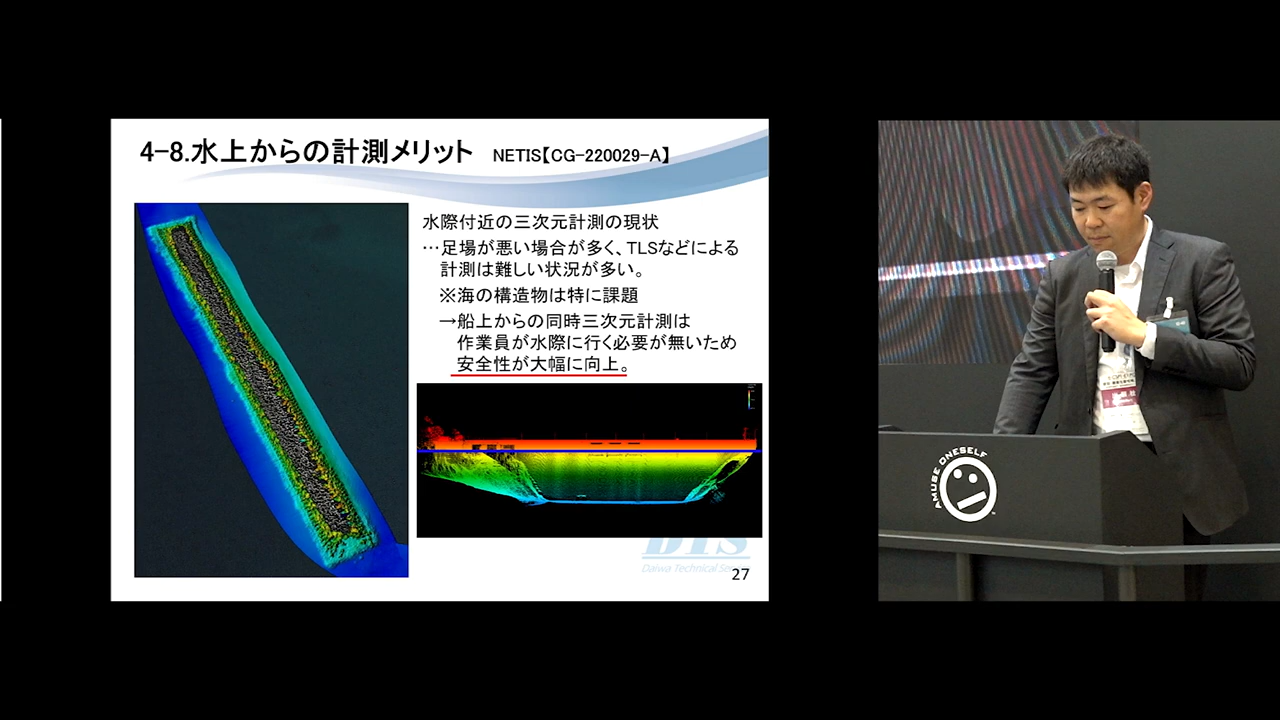 4-8.水上からの計測メリット NETIS【CG-220029-A】
水際付近の三次元計測の現状
…足場が悪い場合が多く、TLSなどによる
計測は難しい状況が多い。
※海の構造物は特に課題
→船上からの同時三次元計測は
作業員が水際に行く必要が無いため
安全性が大幅に向上。
DTS
Daiwa Technical
27
AMUSE ONESELF